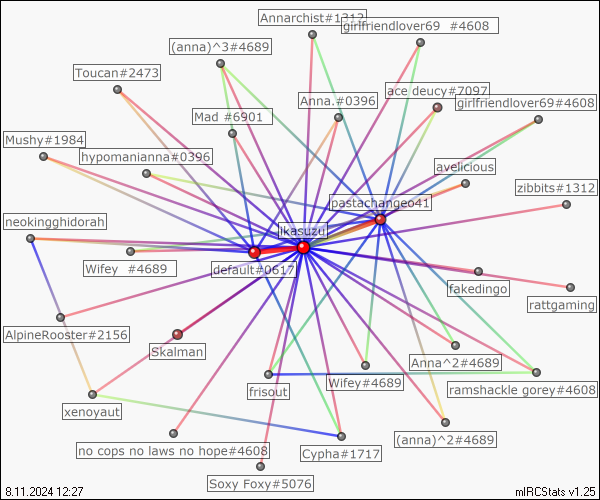 Annarchist#1312
girlfriendlover69 #4608
(anna)^3#4689
Toucan#2473
ace deucy#7097
Anna.#0396
girlfriendlover69#4608
Mad #6901
Mushy#1984
hypomanianna#0396
avelicious
zibbits#1312
pastachangeo41
neokingghidorah
ikasuzu
Wifey #4689
default#0617
fakedingo
rattgaming
AlpineRooster#2156
Skalman
Anna^2#4689
Wifey#4689
frisout
ramshackle gorey#4608
xenoyaut
(anna)^2#4689
no cops no laws no hope#4608
Cypha#1717
Soxy Foxy#5076
8.11.2024 12:27
mIRCStats v1.25